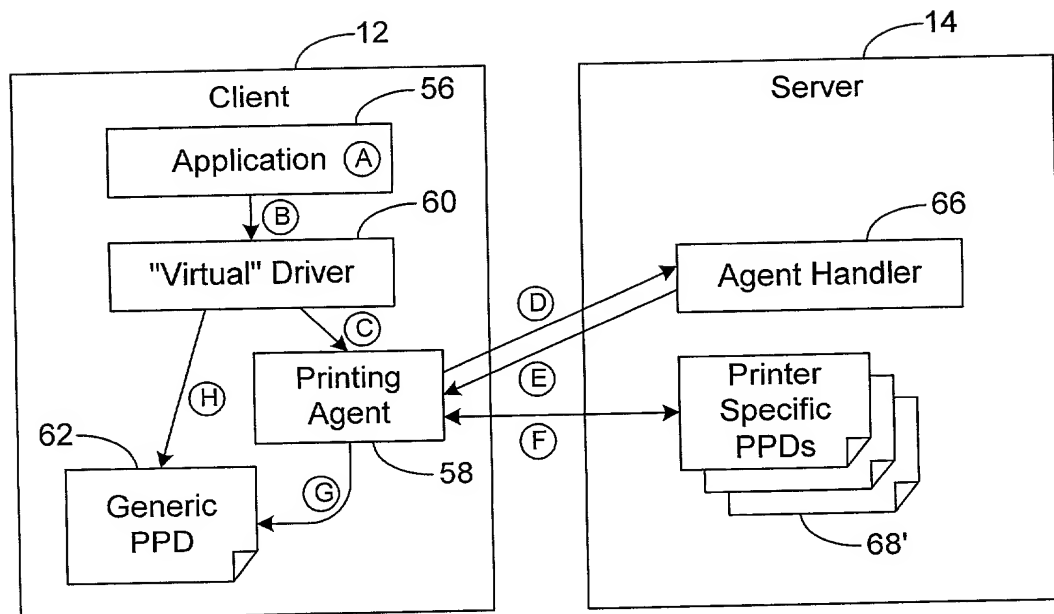 12
14
Client
Server
56
Application A
B
60
66
"Virtual" Driver
Agent Handler
D
C
Printing
Agent
E
Printer
Specific
PPDs
H
F
62
58
G
Generic
PPD
68'